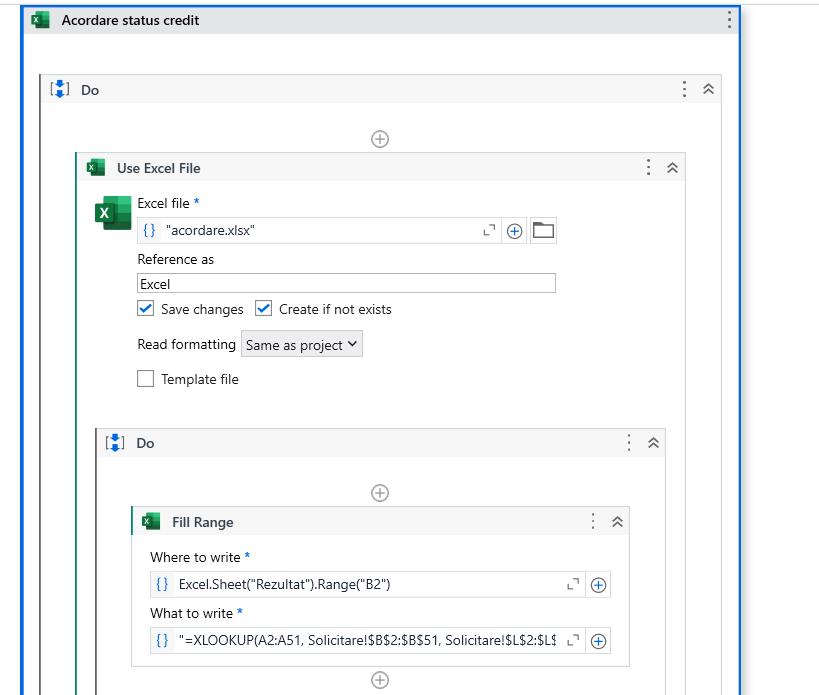 Acordare status credit
Do
Use Excel File
Excel file *
"acordare.xlsx"
Reference as
Excel
Save changes Create if not exists
Read formatting Same as project
Template file
Do
Fill Range
Where to write *
Excel.Sheet("Rezultat").Range("B2")
What to write *
"=XLOOKUP(A2:A51, Solicitare!$B$2:$B$51, Solicitare!$L$2:$L$